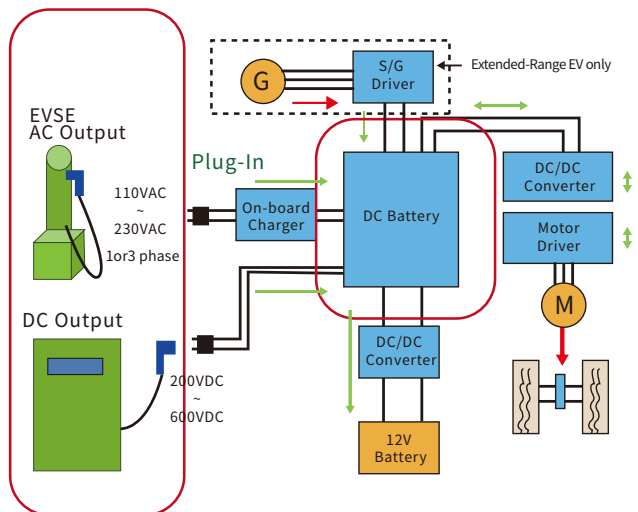 G
S/G
Driver
Extended-Range EV only
EVSE
AC Output
Plug-In
110VAC
~
230VAC
1or3 phase
On-board
Charger
DC Battery
DC/DC
Converter
Motor
Driver
M
DC Output
200VDC
~
600VDC
DC/DC
Converter
12V
Battery